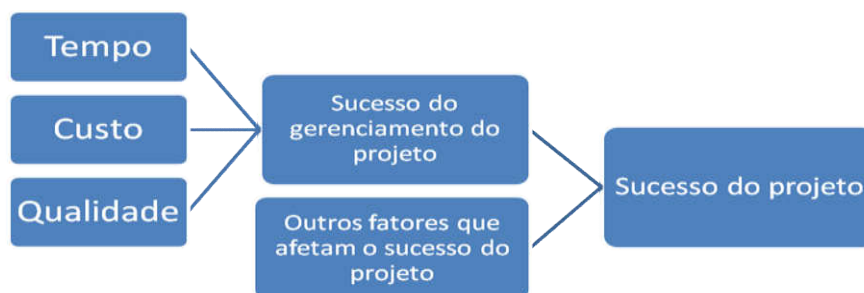 Tempo
Custo
Qualidade
Sucesso do
gerenciamento do
projeto
Outros fatores que
afetam o sucesso do
projeto
Sucesso do projeto